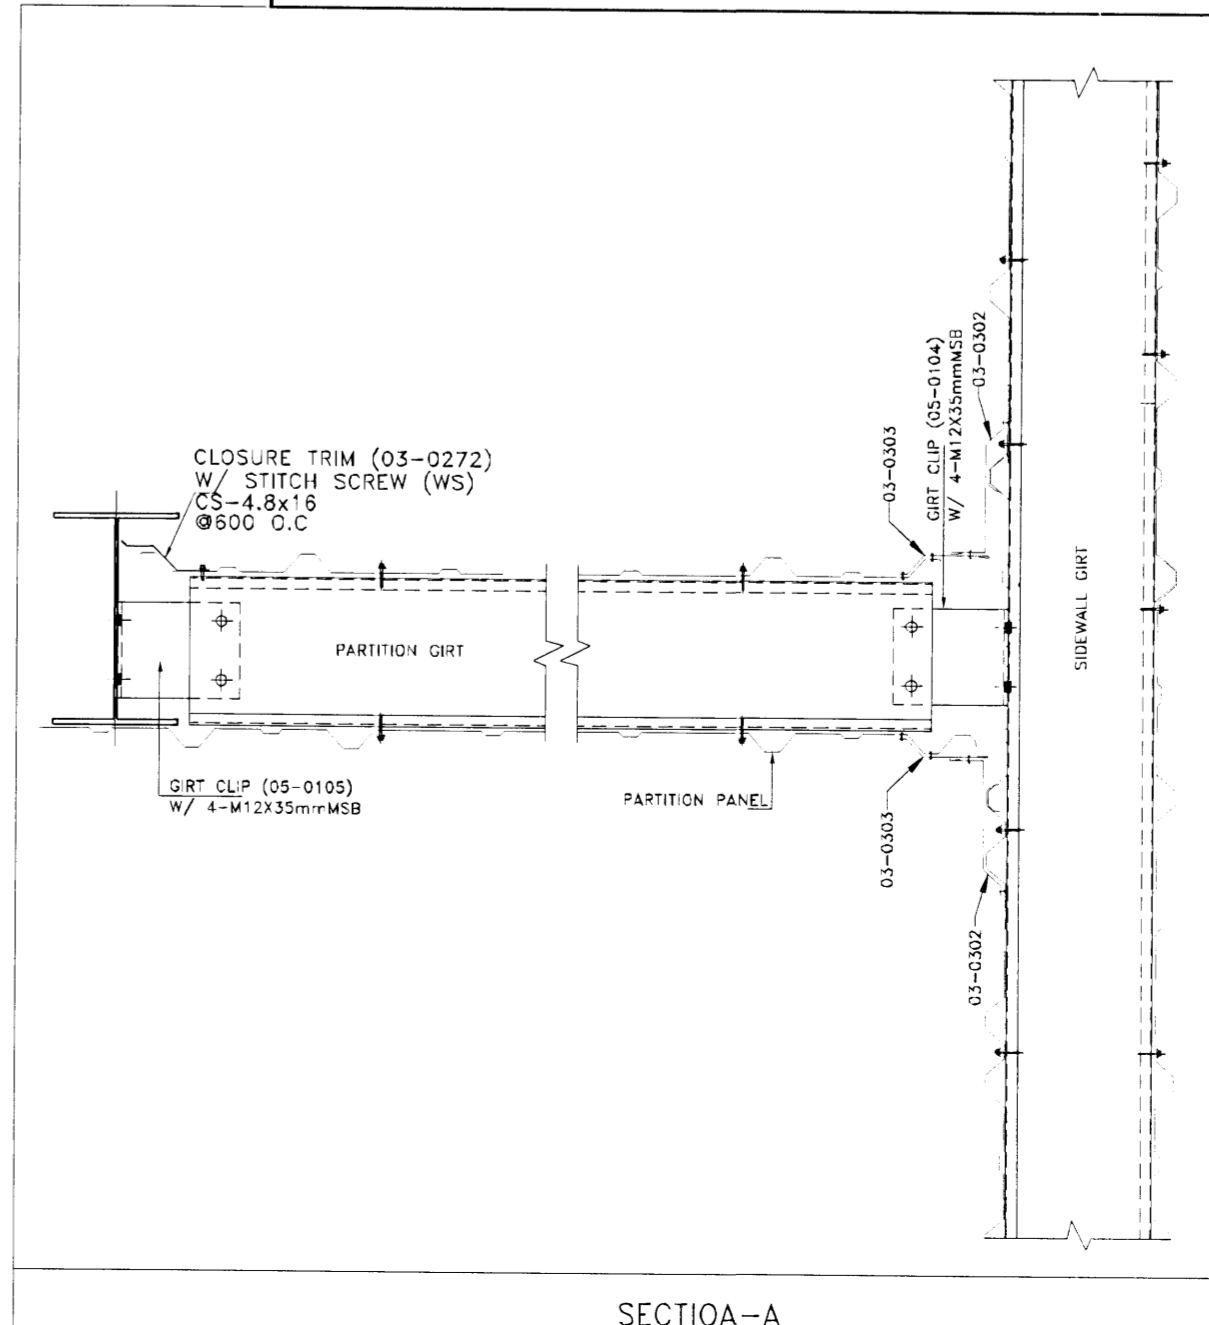 CLOSURE TRIM (03-0272)
W/ STITCH SCREW (WS)
CS-4.8x16
@600 O.C
PARTITION GIRT
GIRT CLIP (05-0105)
W/ 4-M12X35mmMSB
PARTITION PANEL
03-0303
GIRT CLIP (05-0104)
W/ 4-M12X35mmMSB
03-0302
SIDEWALL GIRT
03-0303
03-0302
SECTIOA-A